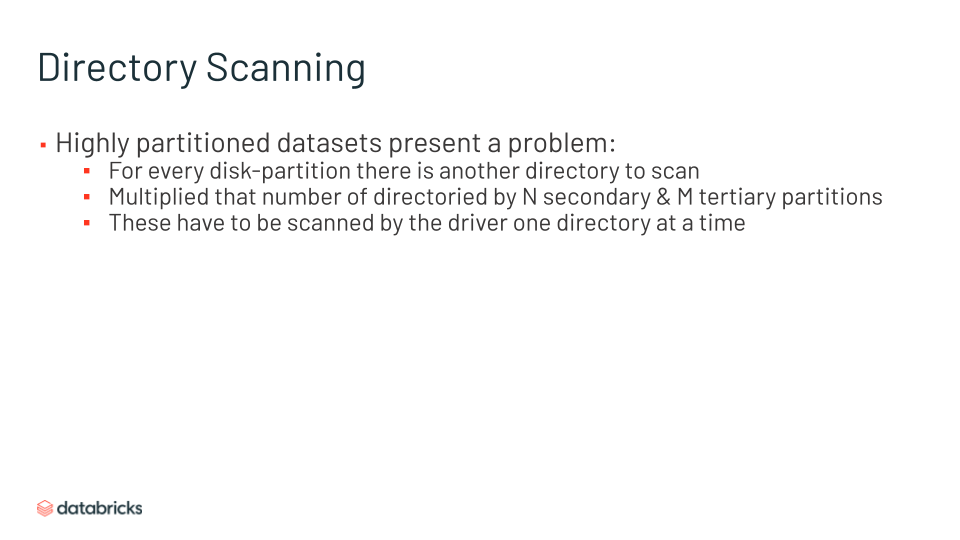 Directory Scanning
▪ Highly partitioned datasets present a problem:
▪ For every disk-partition there is another directory to scan
▪ Multiplied that number of directoried by N secondary & M tertiary partitions
▪ These have to be scanned by the driver one directory at a time
databricks